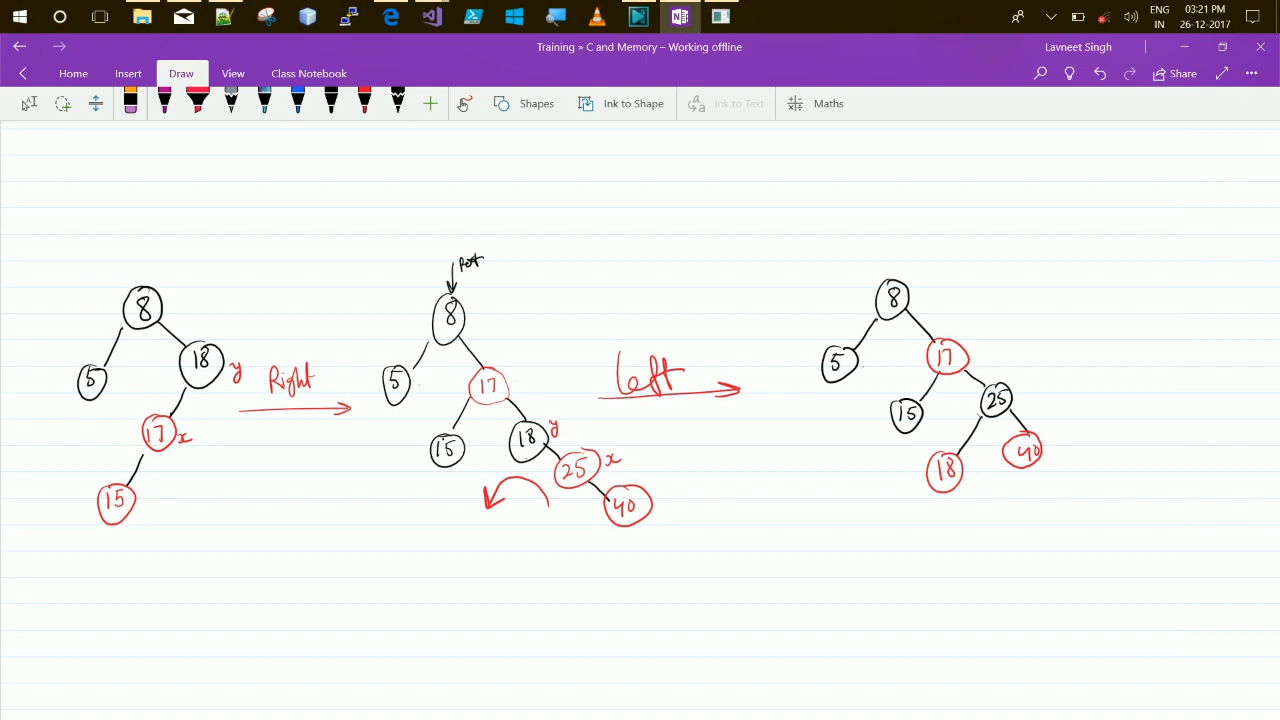 ENG
IN
03:21 PM
26-12-2017
Training » C and Memory – Working offline
Lavneet Singh
Home
Insert
Draw
View
Class Notebook
Share
Shapes
Ink to Shape
Ink to Text
Maths
8
5
18
y
17
x
15
Right
8
5
17
15
18
y
25
x
40
Left
8
5
17
15
25
18
40